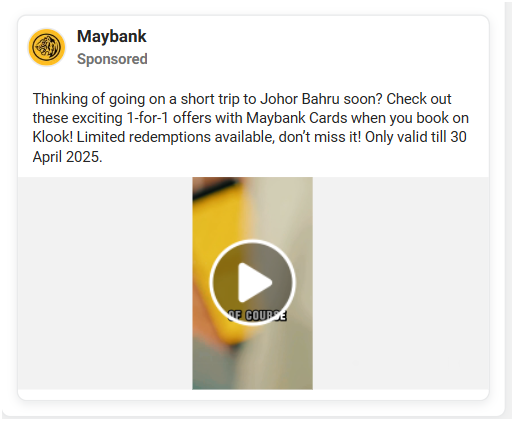 Maybank
Sponsored
Thinking of going on a short trip to Johor Bahru soon? Check out
these exciting 1-for-1 offers with Maybank Cards when you book on
Klook! Limited redemptions available, don’t miss it! Only valid till 30
April 2025.
OF COURSE